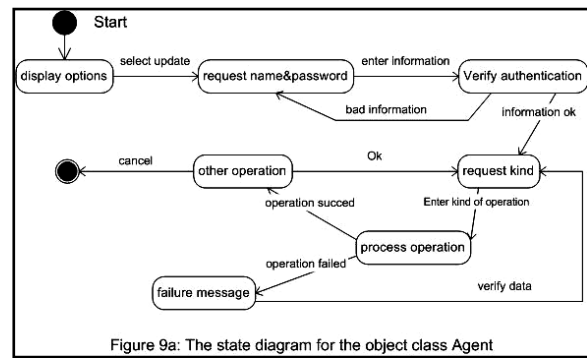 Start
select update
enter information
display options
request name&password
Verify authentication
bad information
information ok
cancel
Ok
other operation
request kind
operation succed
Enter kind of operation
process operation
operation failed
failure message
verify data
Figure 9a: The state diagram for the object class Agent